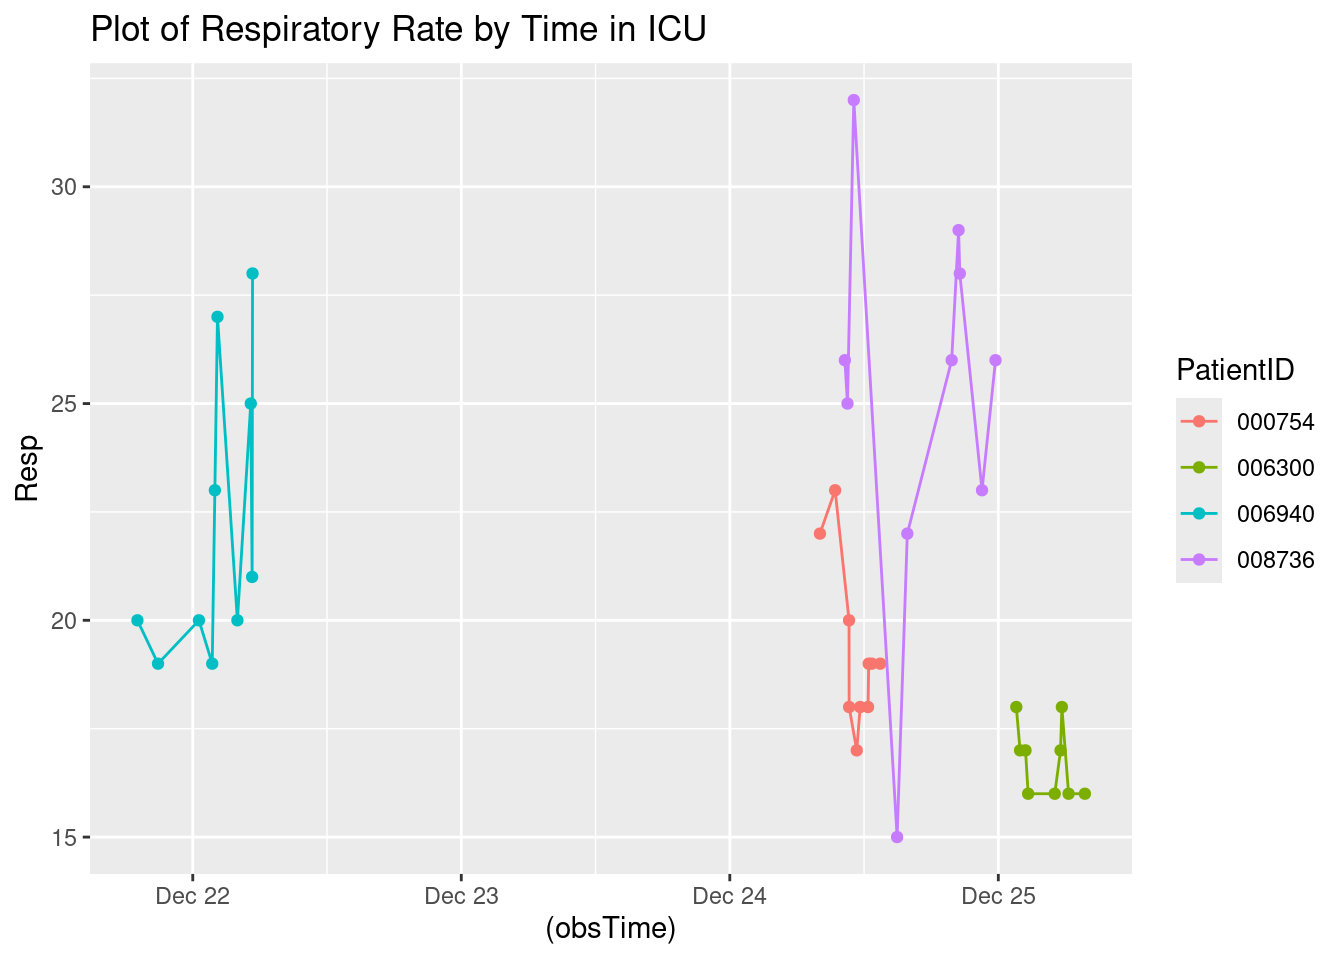 Plot of Respiratory Rate by Time in ICU
30
25
20
15
Resp
Dec 22
Dec 23
Dec 24
Dec 25
(obsTime)
PatientID
000754
006300
006940
008736